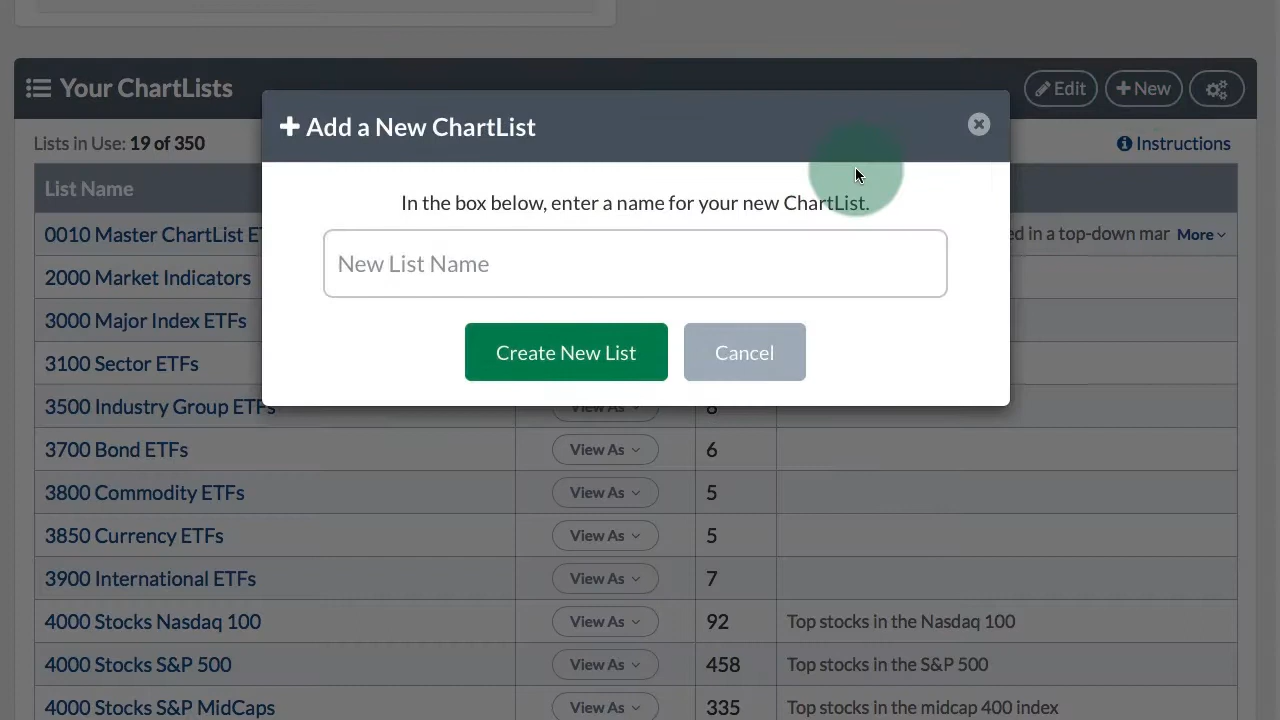 Your ChartLists
Edit
New
Add a New ChartList
Lists in Use: 19 of 350
Instructions
List Name
In the box below, enter a name for your new ChartList.
New List Name
Create New List
Cancel
0010 Master ChartList
in a top-down mar More
2000 Market Indicators
3000 Major Index ETFs
3100 Sector ETFs
3500 Industry Group ETFs
View As
3700 Bond ETFs View As 6
3800 Commodity ETFs View As 5
3850 Currency ETFs View As 5
3900 International ETFs View As 7
4000 Stocks Nasdaq 100 View As 92 Top stocks in the Nasdaq 100
4000 Stocks S&P 500 View As 458 Top stocks in the S&P 500
4000 Stocks S&P MidCaps View As 335 Top stocks in the midcap 400 index